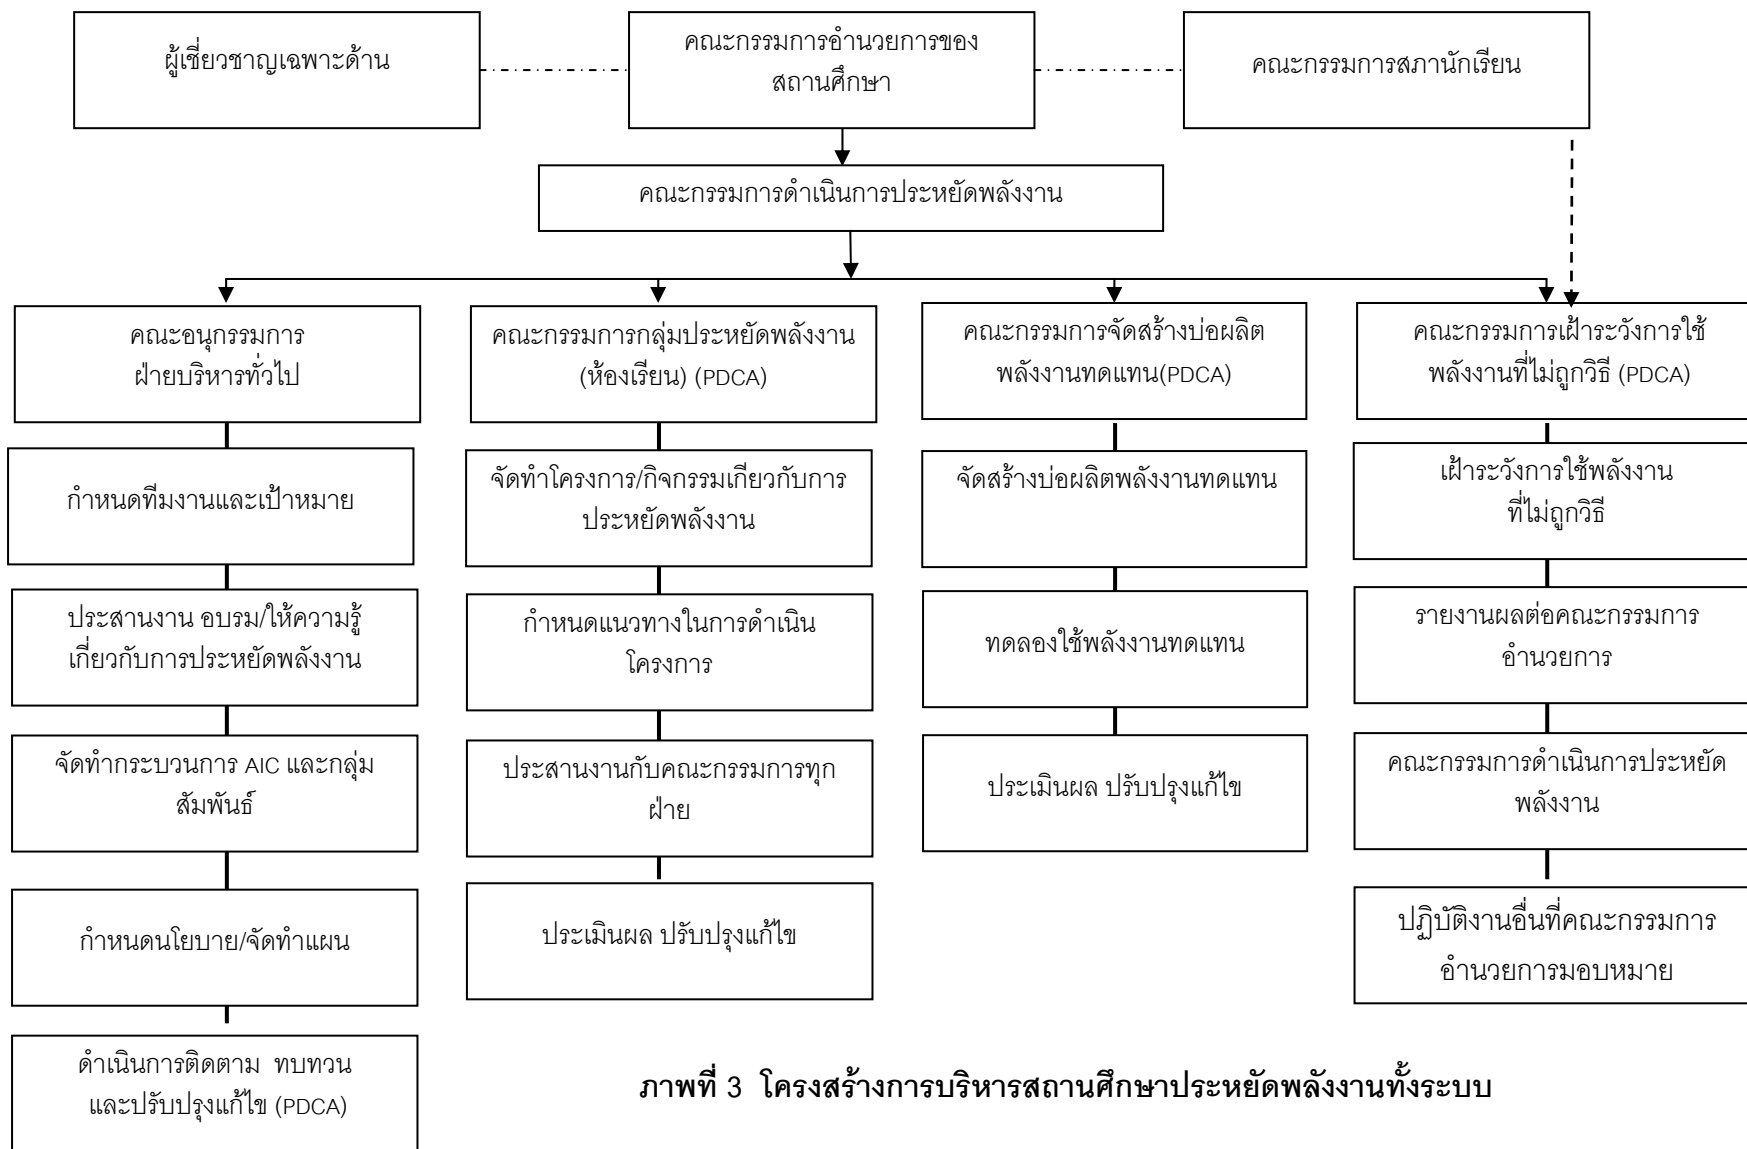 ผู้เชี่ยวชาญเฉพาะด้าน
คณะกรรมการอำนวยการของ
สถานศึกษา
คณะกรรมการสภานักเรียน
คณะกรรมการดำเนินการประหยัดพลังงาน
คณะอนุกรรมการ
ฝ่ายบริหารทั่วไป
กำหนดทีมงานและเป้าหมาย
ประสานงาน อบรม/ให้ความรู้
เกี่ยวกับการประหยัดพลังงาน
จัดทำกระบวนการ AIC และกลุ่ม
สัมพันธ์
กำหนดนโยบาย/จัดทำแผน
ดำเนินการติดตาม ทบทวน
และปรับปรุงแก้ไข (PDCA)
คณะกรรมการกลุ่มประหยัดพลังงาน
(ห้องเรียน) (PDCA)
จัดทำโครงการ/กิจกรรมเกี่ยวกับการ
ประหยัดพลังงาน
กำหนดแนวทางในการดำเนิน
โครงการ
ประสานงานกับคณะกรรมการทุก
ฝ่าย
ประเมินผล ปรับปรุงแก้ไข
คณะกรรมการจัดสร้างบ่อผลิต
พลังงานทดแทน(PDCA)
จัดสร้างบ่อผลิตพลังงานทดแทน
ทดลองใช้พลังงานทดแทน
ประเมินผล ปรับปรุงแก้ไข
คณะกรรมการเฝ้าระวังการใช้
พลังงานที่ไม่ถูกวิธี (PDCA)
เฝ้าระวังการใช้พลังงาน
ที่ไม่ถูกวิธี
รายงานผลต่อคณะกรรมการ
อำนวยการ
คณะกรรมการดำเนินการประหยัด
พลังงาน
ปฏิบัติงานอื่นที่คณะกรรมการ
อำนวยการมอบหมาย
ภาพที่ 3 โครงสร้างการบริหารสถานศึกษาประหยัดพลังงานทั้งระบบ